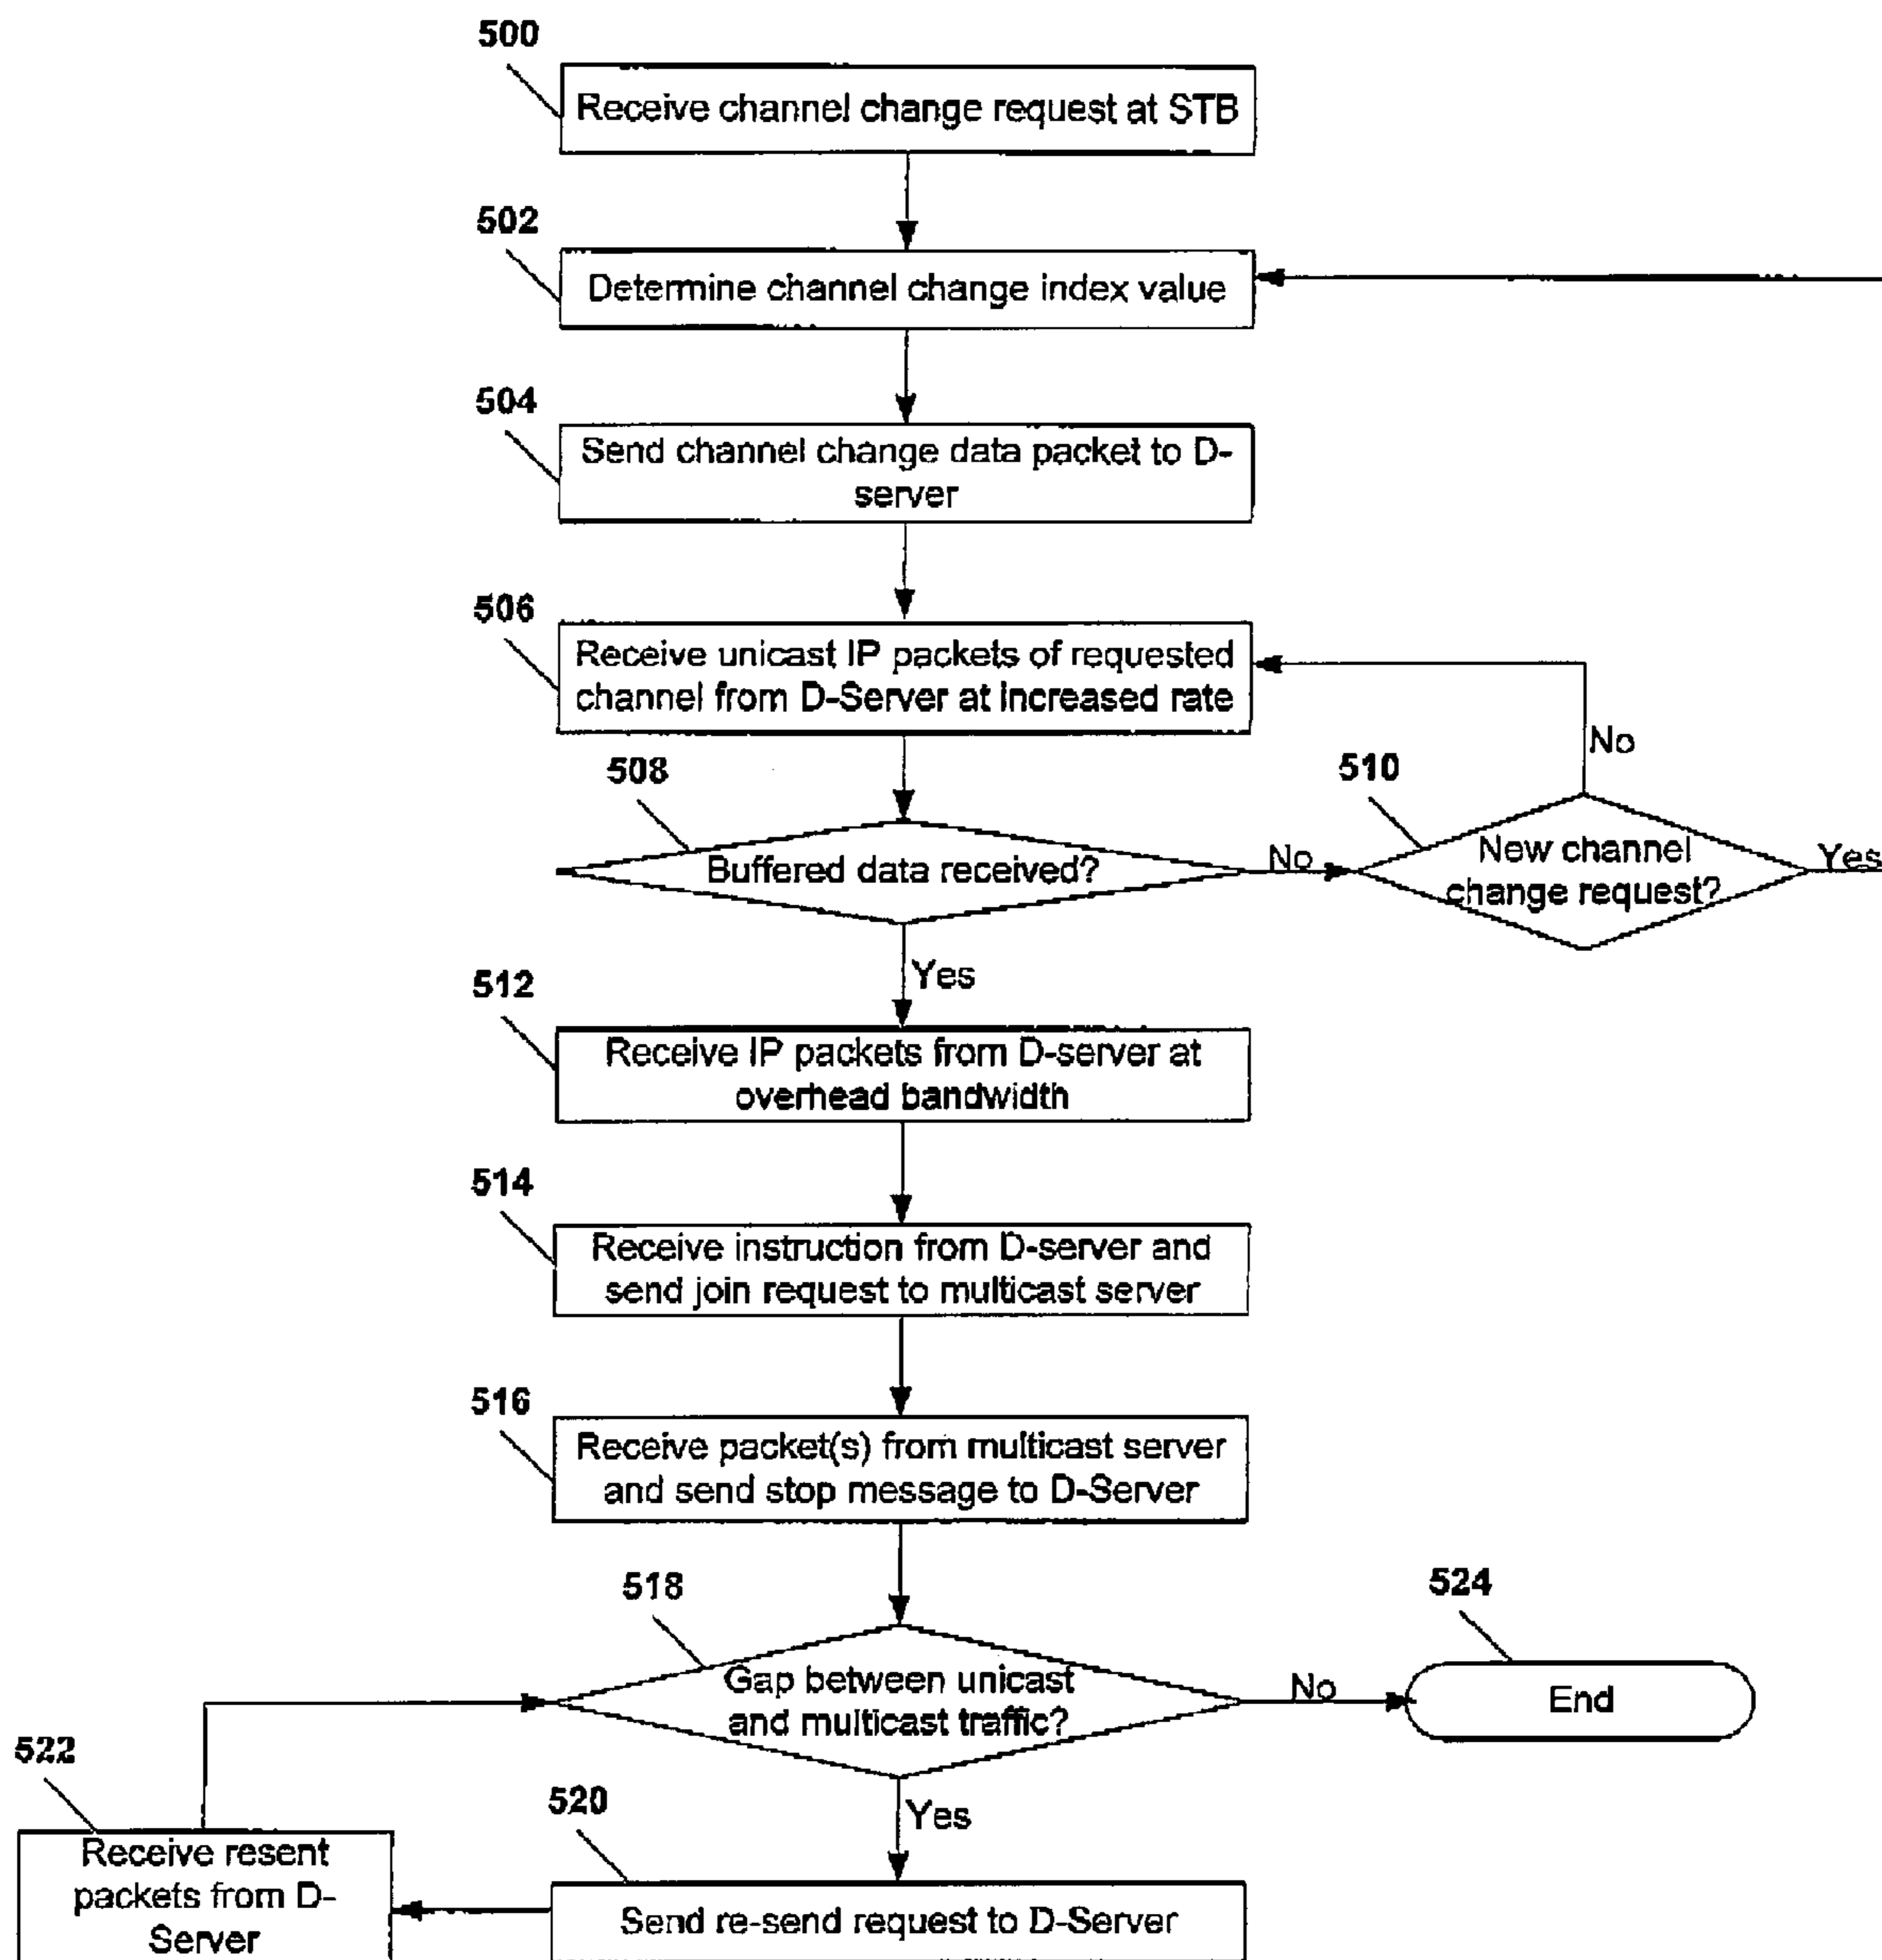 500
Receive channel change request at STB
502
Determine channel change index value
504
Send channel change data packet to D-
server
506
Receive unicast IP packets of requested
channel from D-Server at increased rate
No
508
510
Buffered data received?
No
New channel
change request?
Yes
Yes
512
Receive IP packets from D-server at
overhead bandwidth
514
Receive instruction from D-server and
send join request to multicast server
516
Receive packet(s) from multicast server
and send stop message to D-Server
518
524
Gap between unicast
and multicast traffic?
No
End
522
520
Yes
Receive resent
packets from D-
Server
Send re-send request to D-Server